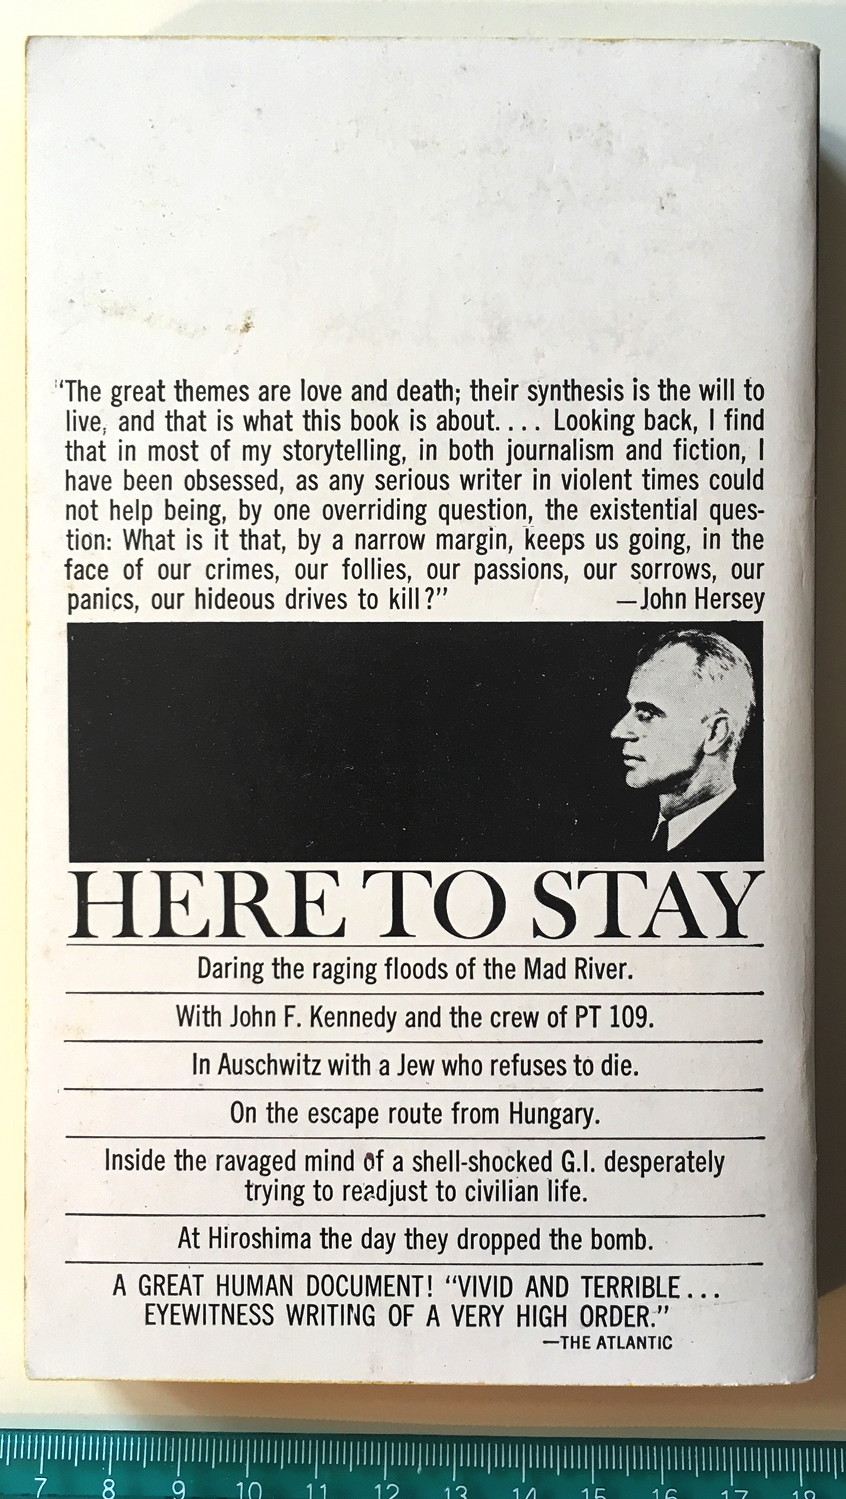 "The great themes are love and death; their synthesis is the will to
live, and that is what this book is about.... Looking back, I find
that in most of my storytelling, in both journalism and fiction, I
have been obsessed, as any serious writer in violent times could
not help being, by one overriding question, the existential ques-
tion: What is it that, by a narrow margin, keeps us going, in the
face of our crimes, our follies, our passions, our sorrows, our
panics, our hideous drives to kill?" —John Hersey
HERE TO STAY
Daring the raging floods of the Mad River.
With John F. Kennedy and the crew of PT 109.
In Auschwitz with a Jew who refuses to die.
On the escape route from Hungary.
Inside the ravaged mind of a shell-shocked G.I. desperately
trying to readjust to civilian life.
At Hiroshima the day they dropped the bomb.
A GREAT HUMAN DOCUMENT! "VIVID AND TERRIBLE...
EYEWITNESS WRITING OF A VERY HIGH ORDER."
—THE ATLANTIC
7 8 9 10 11 12 13 14 15 16 17 18